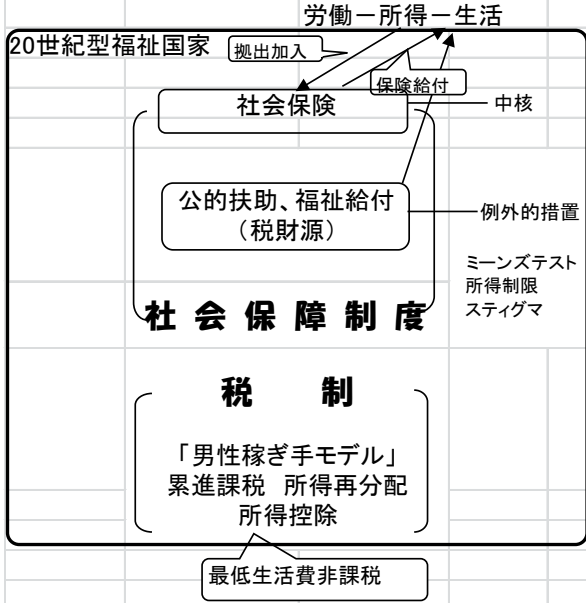 労働－所得－生活
20世紀型福祉国家
拠出加入
保険給付
社会保険
中核
公的扶助、福祉給付
（税財源）
例外的措置
ミーンズテスト
所得制限
スティグマ
社会保障制度
税　制
「男性稼ぎ手モデル」
累進課税　所得再分配
所得控除
最低生活費非課税